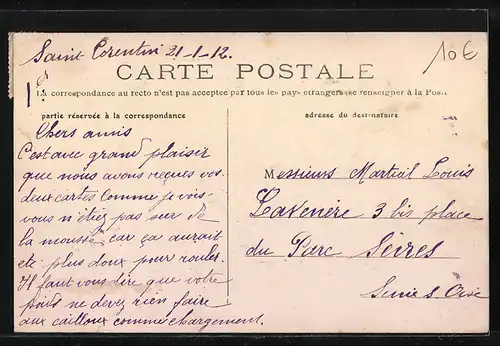 Saint Corentin 21-1-12.
10€
CARTE POSTALE
La correspondance au recto n'est pas acceptée par tous les pays étrangers (se renseigner à la Poste
partie réservée à la correspondance
adresse du destinataire
Chers amis
C'est avec grand plaisir
que nous avons reçues vos
deux cartes Comme je vois
vous n'étiez pas sur de
la mousse car ça aurait
été plus doux pour rouler.
Il faut vous dire que votre
poids ne devez rien faire
aux cailloux comme chargement.
Messieurs Martial Louis
Lavenère 3 bis place
du Parc Sèvres
Seine & Oise